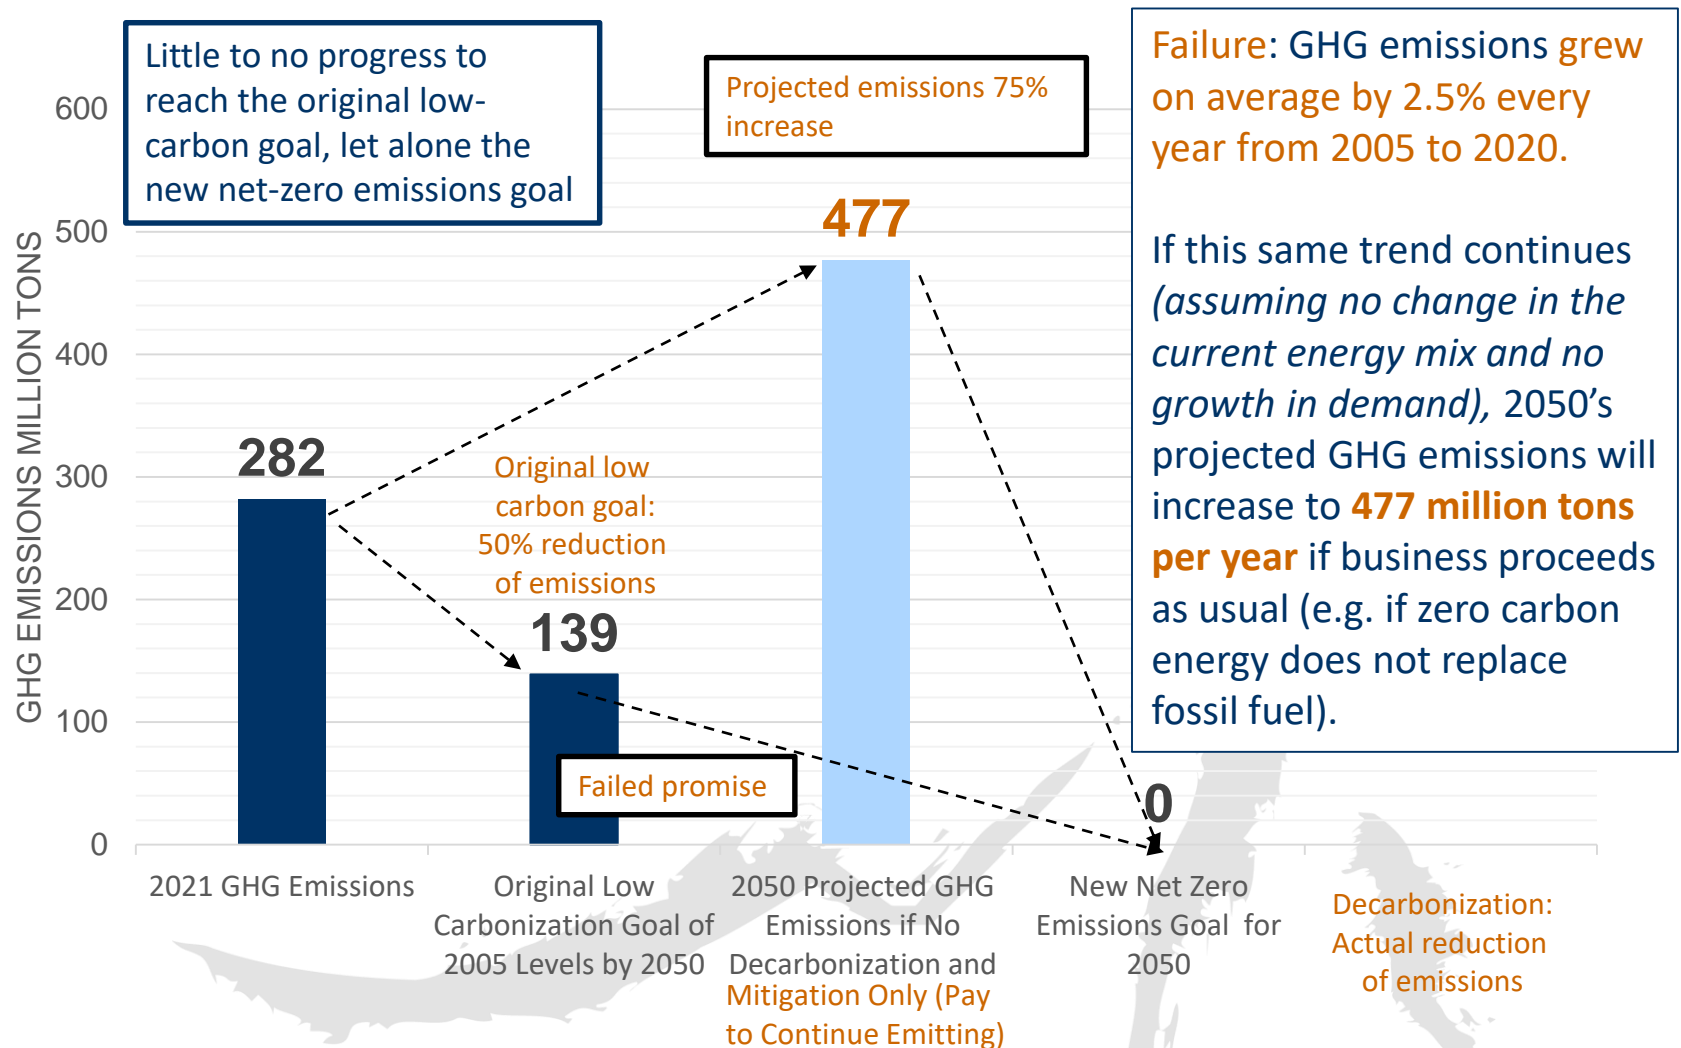 Little to no progress to
reach the original low-
carbon goal, let alone the
new net-zero emissions goal
Projected emissions 75%
increase
Failure: GHG emissions grew
on average by 2.5% every
year from 2005 to 2020.
If this same trend continues
(assuming no change in the
current energy mix and no
growth in demand), 2050’s
projected GHG emissions will
increase to 477 million tons
per year if business proceeds
as usual (e.g. if zero carbon
energy does not replace
fossil fuel).
GHG EMISSIONS MILLION TONS
600
500
400
300
200
100
0
282
Original low
carbon goal:
50% reduction
of emissions
139
477
0
Failed promise
2021 GHG Emissions
Original Low
Carbonization Goal of
2005 Levels by 2050
2050 Projected GHG
Emissions if No
Decarbonization and
Mitigation Only (Pay
to Continue Emitting)
New Net Zero
Emissions Goal for
2050
Decarbonization:
Actual reduction
of emissions